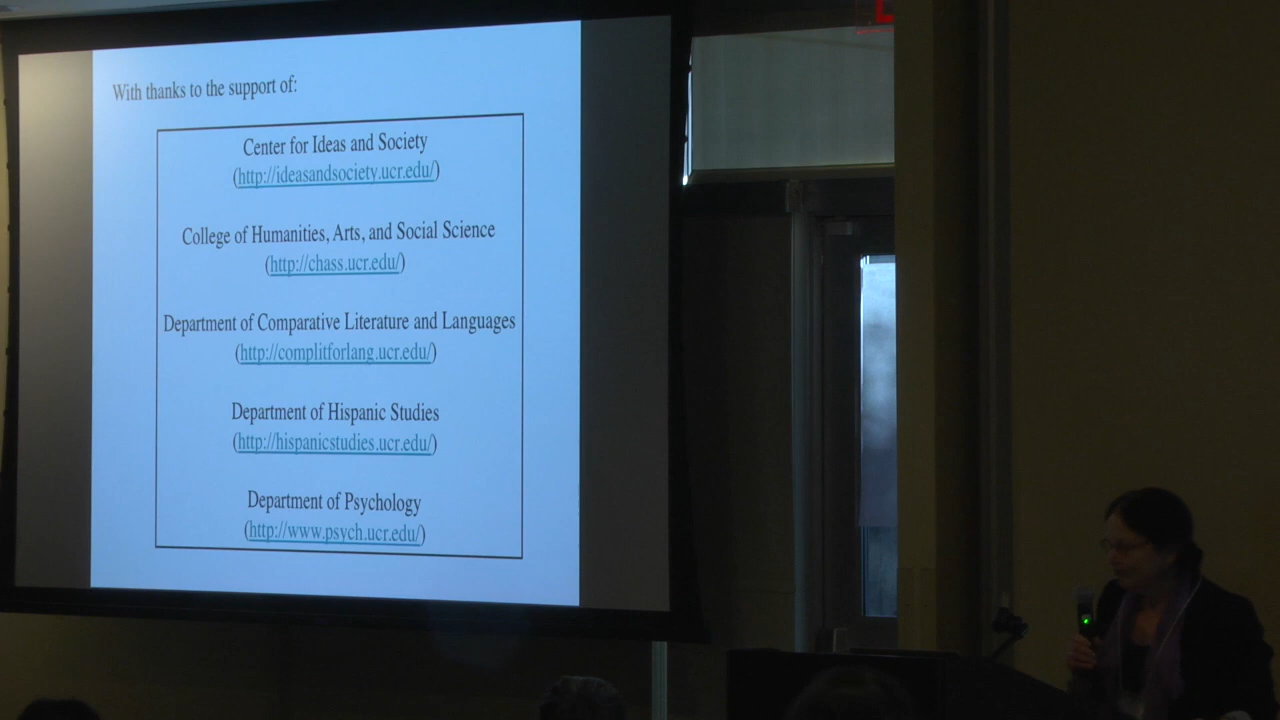 With thanks to the support of:
Center for Ideas and Society
(http://ideasandsociety.ucr.edu/)
College of Humanities, Arts, and Social Science
(http://chass.ucr.edu/)
Department of Comparative Literature and Languages
(http://complitforlang.ucr.edu/)
Department of Hispanic Studies
(http://hispanicstudies.ucr.edu/)
Department of Psychology
(http://www.psych.ucr.edu/)